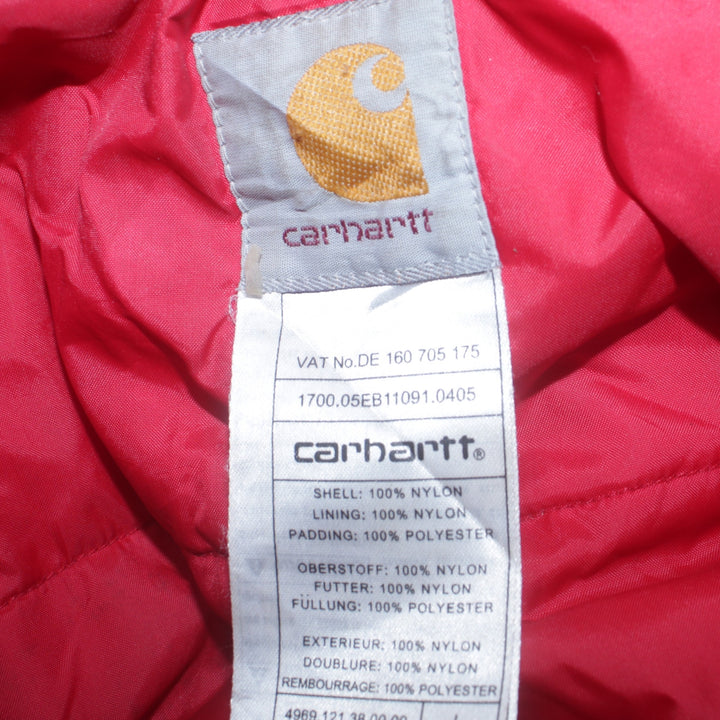 carhartt
VAT No.DE 160 705 175
1700.05EB11091.0405
carhartt®
SHELL: 100% NYLON
LINING: 100% NYLON
PADDING: 100% POLYESTER
OBERSTOFF: 100% NYLON
FUTTER: 100% NYLON
FÜLLUNG: 100% POLYESTER
EXTERIEUR: 100% NYLON
DOUBLURE: 100% NYLON
REMBOURRAGE: 100% POLYESTER
4969.121.38.00.00